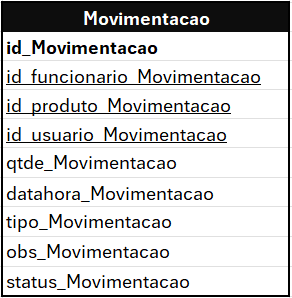 Movimentacao
id_Movimentacao
id_funcionario_Movimentacao
id_produto_Movimentacao
id_usuario_Movimentacao
qtde_Movimentacao
datahora_Movimentacao
tipo_Movimentacao
obs_Movimentacao
status_Movimentacao